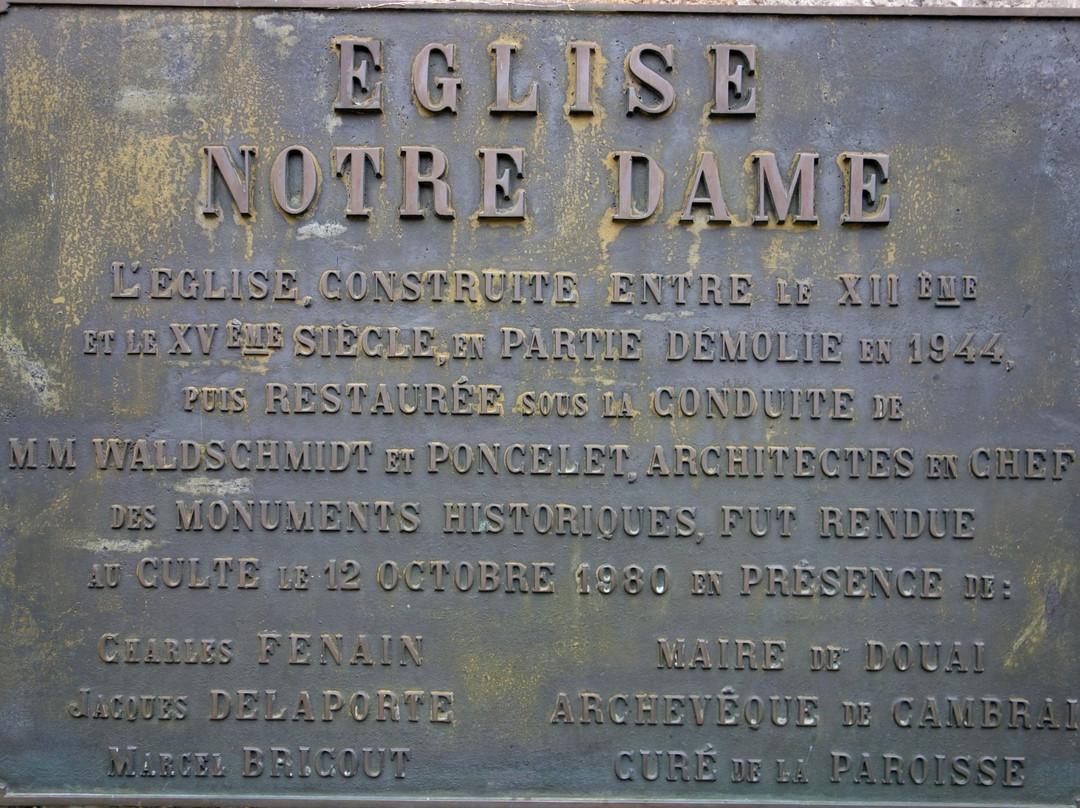 EGLISE
NOTRE DAME
L'EGLISE, CONSTRUITE ENTRE LE XII ÈME
ET LE XV ÈME SIÈCLE, EN PARTIE DÉMOLIE EN 1944,
PUIS RESTAURÉE SOUS LA CONDUITE DE
MM WALDSCHMIDT ET PONCELET, ARCHITECTES EN CHEF
DES MONUMENTS HISTORIQUES, FUT RENDUE
AU CULTE LE 12 OCTOBRE 1980 EN PRÉSENCE DE:
CHARLES FENAIN MAIRE DE DOUAI
JACQUES DELAPORTE ARCHEVÊQUE DE CAMBRAI
MARCEL BRICOUT CURÉ DE LA PAROISSE